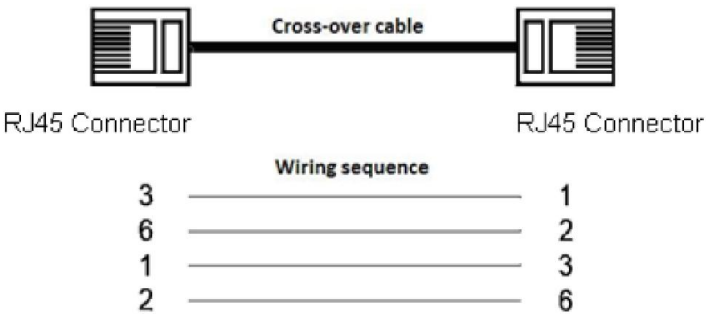 Cross-over cable
RJ45 Connector RJ45 Connector
Wiring sequence
3 1
6 2
1 3
2 6